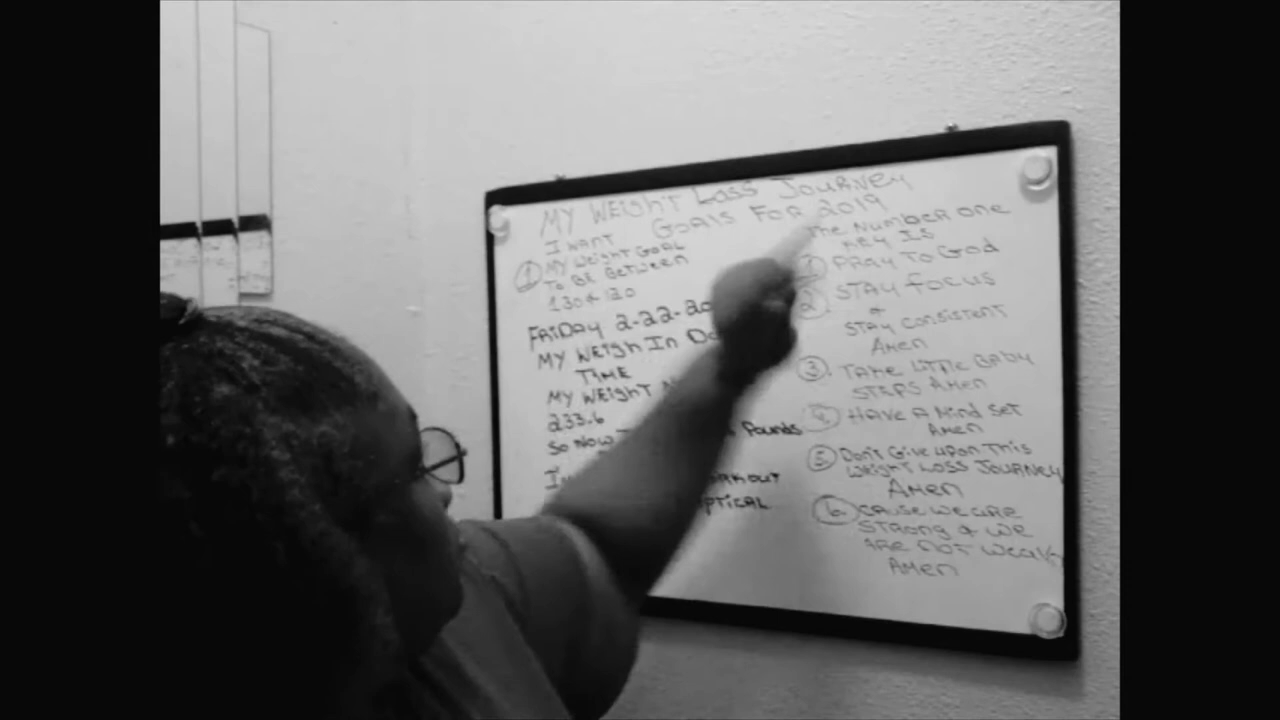 MY WEIGHT LOSS JOURNEY
GOALS FOR 2019
I WANT
① MY WEIGHT GOAL
TO BE BETWEEN
130 & 120
FRIDAY 2-22-20
MY WEIGH IN
TIME
MY WEIGHT
233.6
SO NOW
POUNDS
WORKOUT
The NUMBER ONE
KEY IS
① PRAY TO GOD
② STAY FOCUS
&
STAY CONSISTENT
AMEN
③ TAKE LITTLE BABY
STEPS AMEN
④ HAVE A MIND SET
AMEN
⑤ DON'T GIVE UPON THIS
WEIGHT LOSS JOURNEY
AMEN
⑥ CAUSE WE ARE
STRONG & WE
ARE NOT WEAK
AMEN